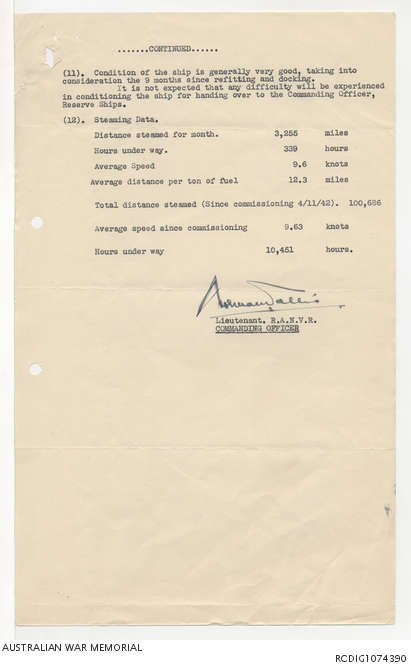 .......CONTINUED.....
(11). Condition of the ship is generally very good, taking into
consideration the 9 months since refitting and docking.
It is not expected that any difficulty will be experienced
in conditioning the ship for handing over to the Commanding Officer,
Reserve Ships.
(12). Steaming Data.
Distance steamed for month. 3,255 miles
Hours under way. 339 hours
Average Speed 9.6 knots
Average distance per ton of fuel 12.3 miles
Total distance steamed (Since commissioning 4/11/42). 100,686
Average speed since commissioning 9.63 knots
Hours under way 10,451 hours.
Lieutenant, R.A.N.V.R.
COMMANDING OFFICER
AUSTRALIAN WAR MEMORIAL
RCDIG1074390